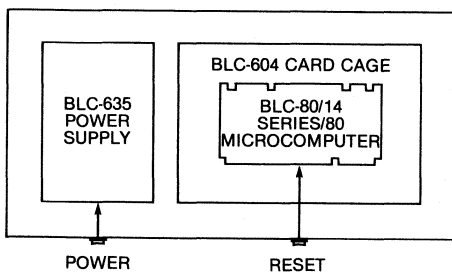 BLC-635
POWER
SUPPLY
BLC-604 CARD CAGE
BLC-80/14
SERIES/80
MICROCOMPUTER
POWER
RESET